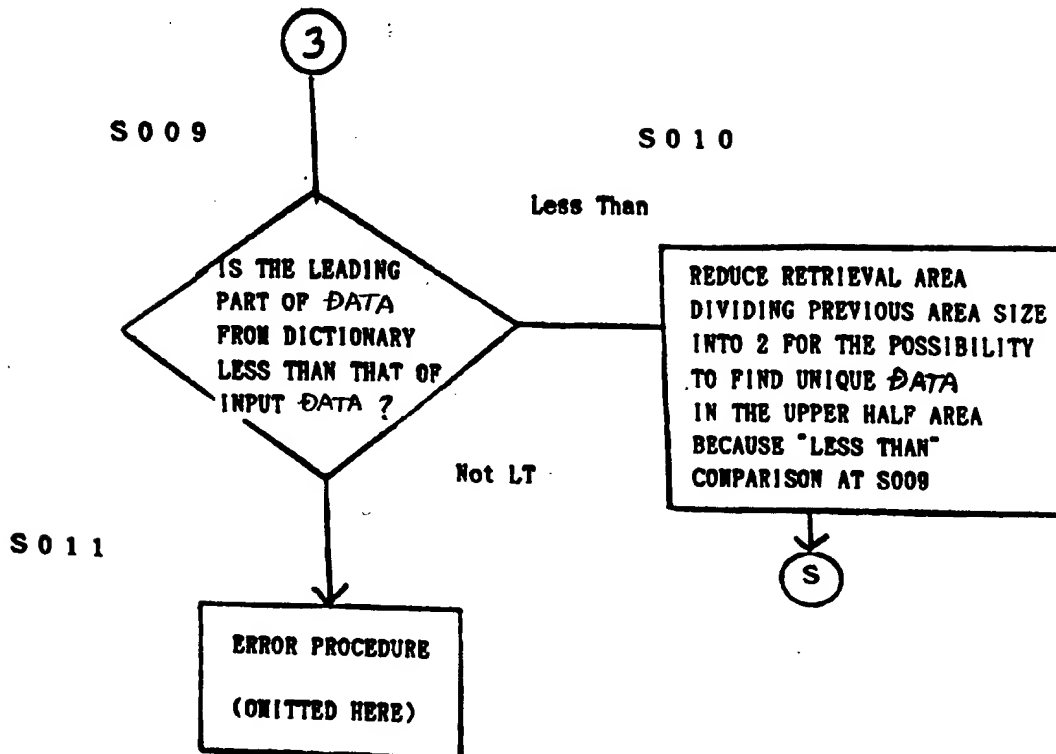 3
S009
S010
Less Than
IS THE LEADING
PART OF DATA
FROM DICTIONARY
LESS THAN THAT OF
INPUT DATA ?
REDUCE RETRIEVAL AREA
DIVIDING PREVIOUS AREA SIZE
INTO 2 FOR THE POSSIBILITY
TO FIND UNIQUE DATA
IN THE UPPER HALF AREA
BECAUSE "LESS THAN"
COMPARISON AT S009
Not LT
S011
S
ERROR PROCEDURE
(OMITTED HERE)